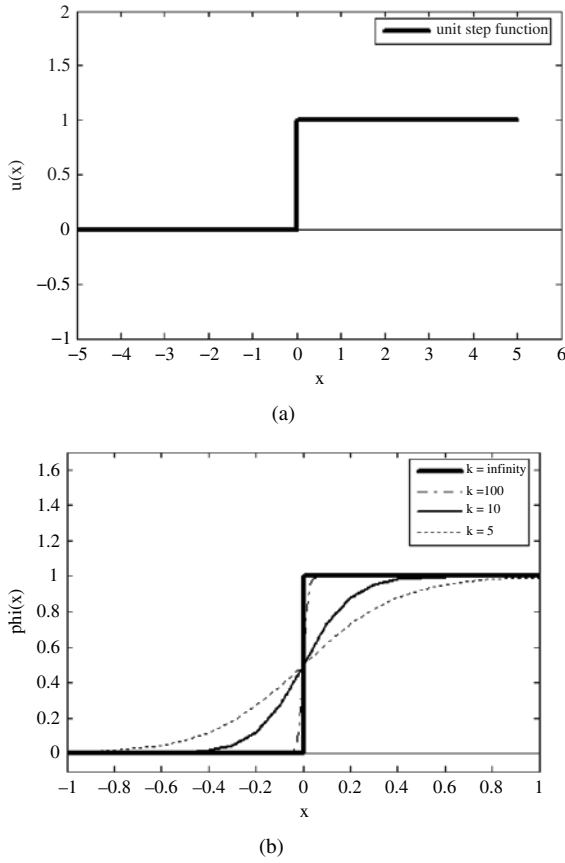 2
unit step function
1.5
1
u(x)
0.5
0
−0.5
−1
−5 −4 −3 −2 −1 0 1 2 3 4 5 6
x
(a)
1.6
k = infinity
k =100
1.4
k = 10
1.2
k = 5
1
phi(x)
0.8
0.6
0.4
0.2
0
−1 −0.8 −0.6 −0.4 −0.2 0 0.2 0.4 0.6 0.8 1
x
(b)